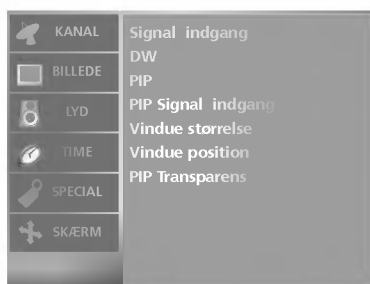 KANAL
BILLEDE
LYD
TIME
SPECIAL
SKÆRM
Signal indgang
DW
PIP
PIP Signal indgang
Vindue størrelse
Vindue position
PIP Transparens